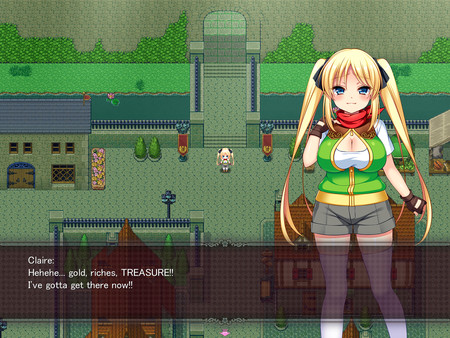 Claire:
Hehehe... gold, riches, TREASURE!!
I've gotta get there now!!